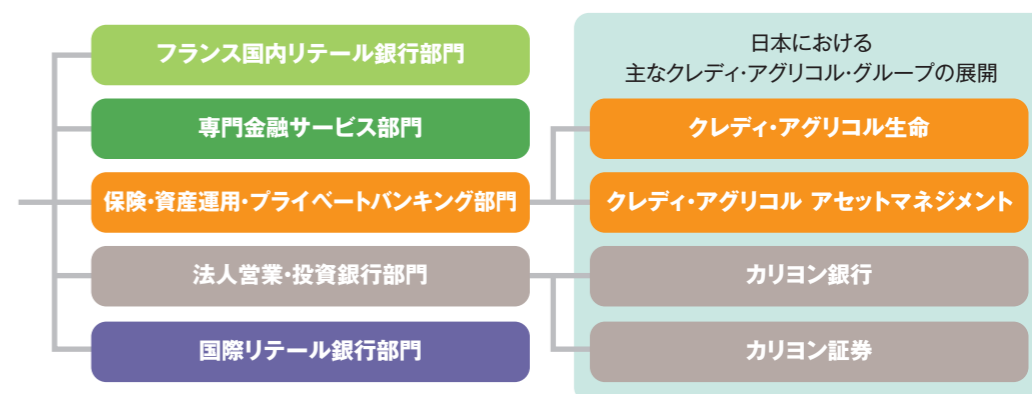 フランス国内リテール銀行部門
専門金融サービス部門
保険・資産運用・プライベートバンキング部門
法人営業・投資銀行部門
国際リテール銀行部門
日本における
主なクレディ・アグリコル・グループの展開
クレディ・アグリコル生命
クレディ・アグリコル アセットマネジメント
カリヨン銀行
カリヨン証券